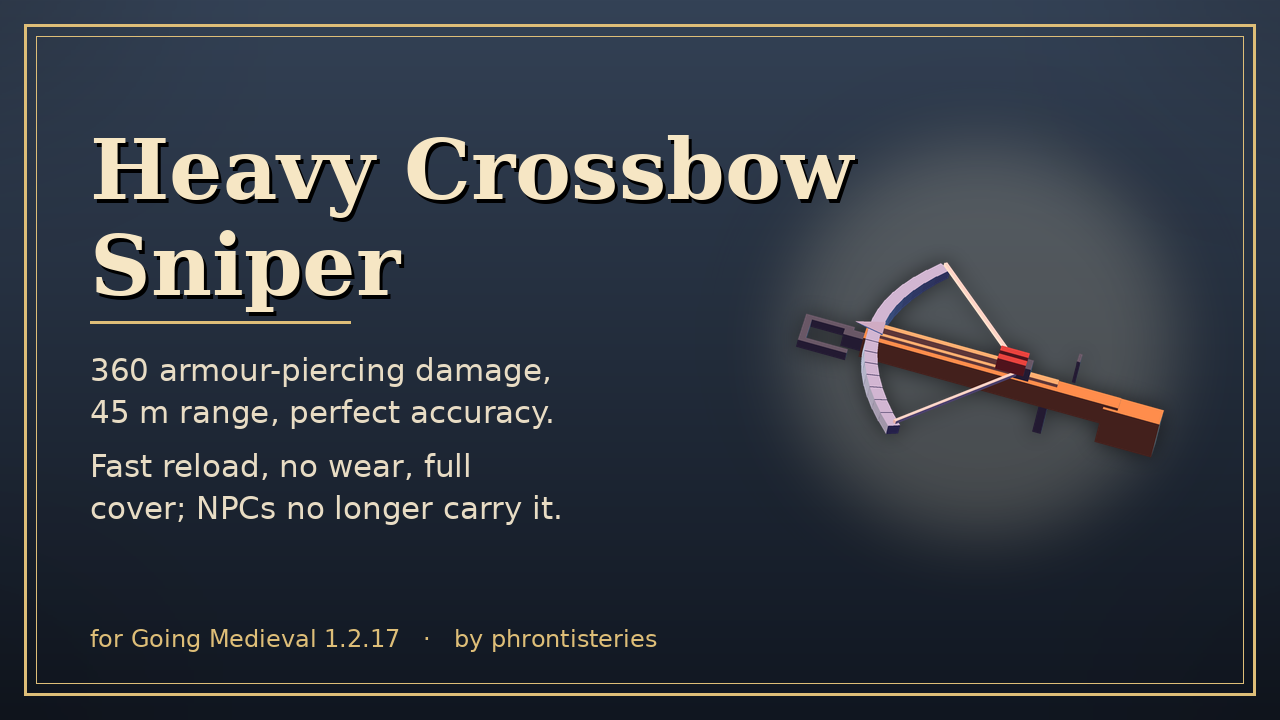 Heavy Crossbow
Sniper
360 armour-piercing damage,
45 m range, perfect accuracy.
Fast reload, no wear, full
cover; NPCs no longer carry it.
for Going Medieval 1.2.17 · by phrontisteries